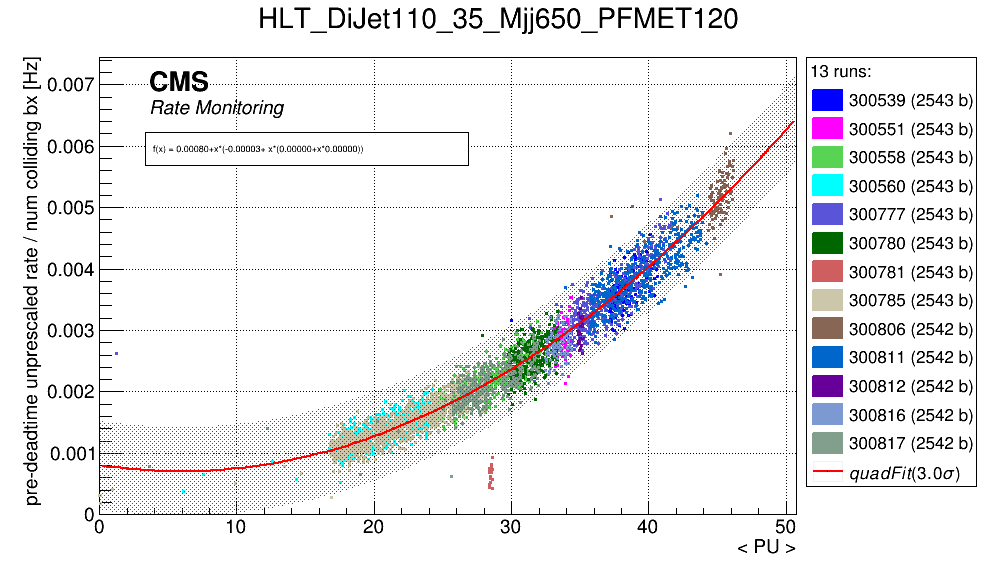 HLT_DiJet110_35_Mjj650_PFMET120
pre-deadtime unprescaled rate / num colliding bx [Hz]
0.007
0.006
0.005
0.004
0.003
0.002
0.001
0
CMS
Rate Monitoring
f(x) = 0.00080+x*(-0.00003+ x*(0.00000+x*0.00000))
0 10 20 30 40 50
< PU >
13 runs:
300539 (2543 b)
300551 (2543 b)
300558 (2543 b)
300560 (2543 b)
300777 (2543 b)
300780 (2543 b)
300781 (2543 b)
300785 (2543 b)
300806 (2542 b)
300811 (2542 b)
300812 (2542 b)
300816 (2542 b)
300817 (2542 b)
quadFit(3.0σ)